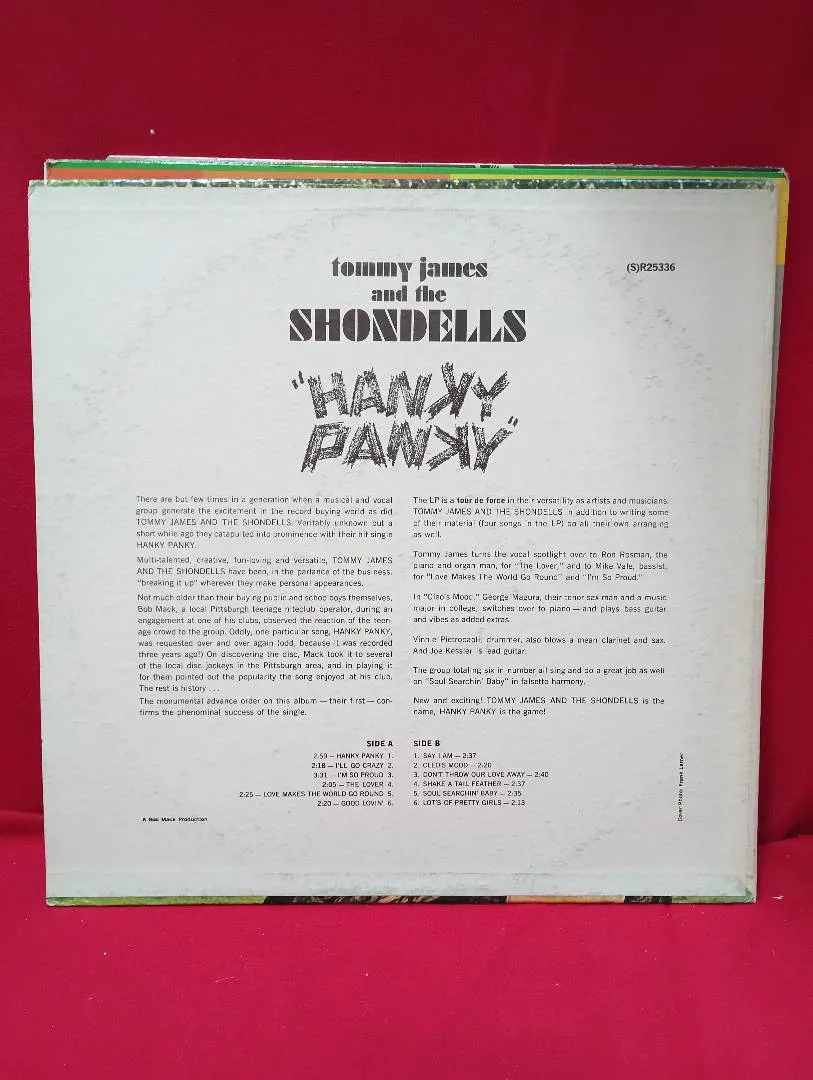 tommy james
and the
SHONDELLS
(S)R25336
"HANKY
PANKY"
There are but few times in a generation when a musical and vocal
group generate the excitement in the record buying world as did
TOMMY JAMES AND THE SHONDELLS. Veritably unknown but a
short while ago they catapulted into prominence with their hit single
HANKY PANKY.
Multi-talented, creative, fun-loving and versatile, TOMMY JAMES
AND THE SHONDELLS have been, in the parlance of the business,
"breaking it up" wherever they make personal appearances.
Not much older than their buying public and schoolboys themselves,
Bob Mack, a local Pittsburgh teenage niteclub operator, during an
engagement at one of his clubs, observed the reaction of the teen-
age crowd to the group. Oddly, one particular song, HANKY PANKY,
was requested over and over again (odd, because it was recorded
three years ago!) On discovering the disc, Mack took it to several
of the local disc jockeys in the Pittsburgh area, and in playing it
for them pointed out the popularity the song enjoyed at his club.
The rest is history . . .
The monumental advance order on this album — their first — con-
firms the phenominal success of the single.
The LP is a tour de force in their versatility as artists and musicians.
TOMMY JAMES AND THE SHONDELLS in addition to writing some
of their material (four songs in the LP) do all their own arranging
as well.
Tommy James turns the vocal spotlight over to Ron Rosman, the
piano and organ man, for "The Lover," and to Mike Vale, bassist,
for "Love Makes The World Go Round" and "I'm So Proud."
In "Cleo's Mood," George Magura, their tenor sax man and a music
major in college, switches over to piano — and plays bass guitar
and vibes as added extras.
Vinnie Pietropaoli, drummer, also blows a mean clarinet and sax.
And Joe Kessler is lead guitar.
The group totaling six in number all sing and do a great job as well
on "Soul Searchin' Baby" in falsetto harmony.
New and exciting! TOMMY JAMES AND THE SHONDELLS is the
name, HANKY PANKY is the game!
SIDE A
2:59 — HANKY PANKY 1.
2:18 — I'LL GO CRAZY 2.
3:31 — I'M SO PROUD 3.
2:05 — THE LOVER 4.
2:25 — LOVE MAKES THE WORLD GO ROUND 5.
2:20 — GOOD LOVIN' 6.
SIDE B
1. SAY I AM — 2:37
2. CLEO'S MOOD — 2:20
3. DON'T THROW OUR LOVE AWAY — 2:40
4. SHAKE A TAIL FEATHER — 2:37
5. SOUL SEARCHIN' BABY — 2:35
6. LOT'S OF PRETTY GIRLS — 2:13
A Bob Mack Production
Cover Photo: Frank Lerner